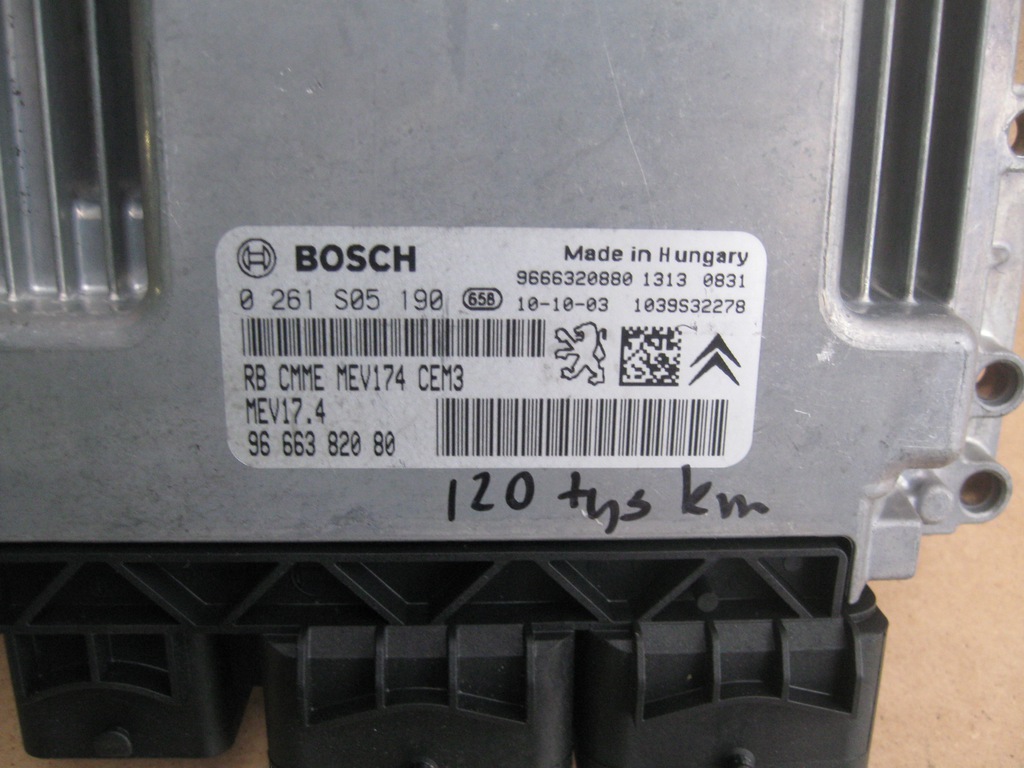 BOSCH
Made in Hungary
9666320880 1313 0831
0 261 S05 190 658 10-10-03 1039S32278
RB CMME MEV174 CEM3
MEV17.4
96 663 820 80
120 tys km